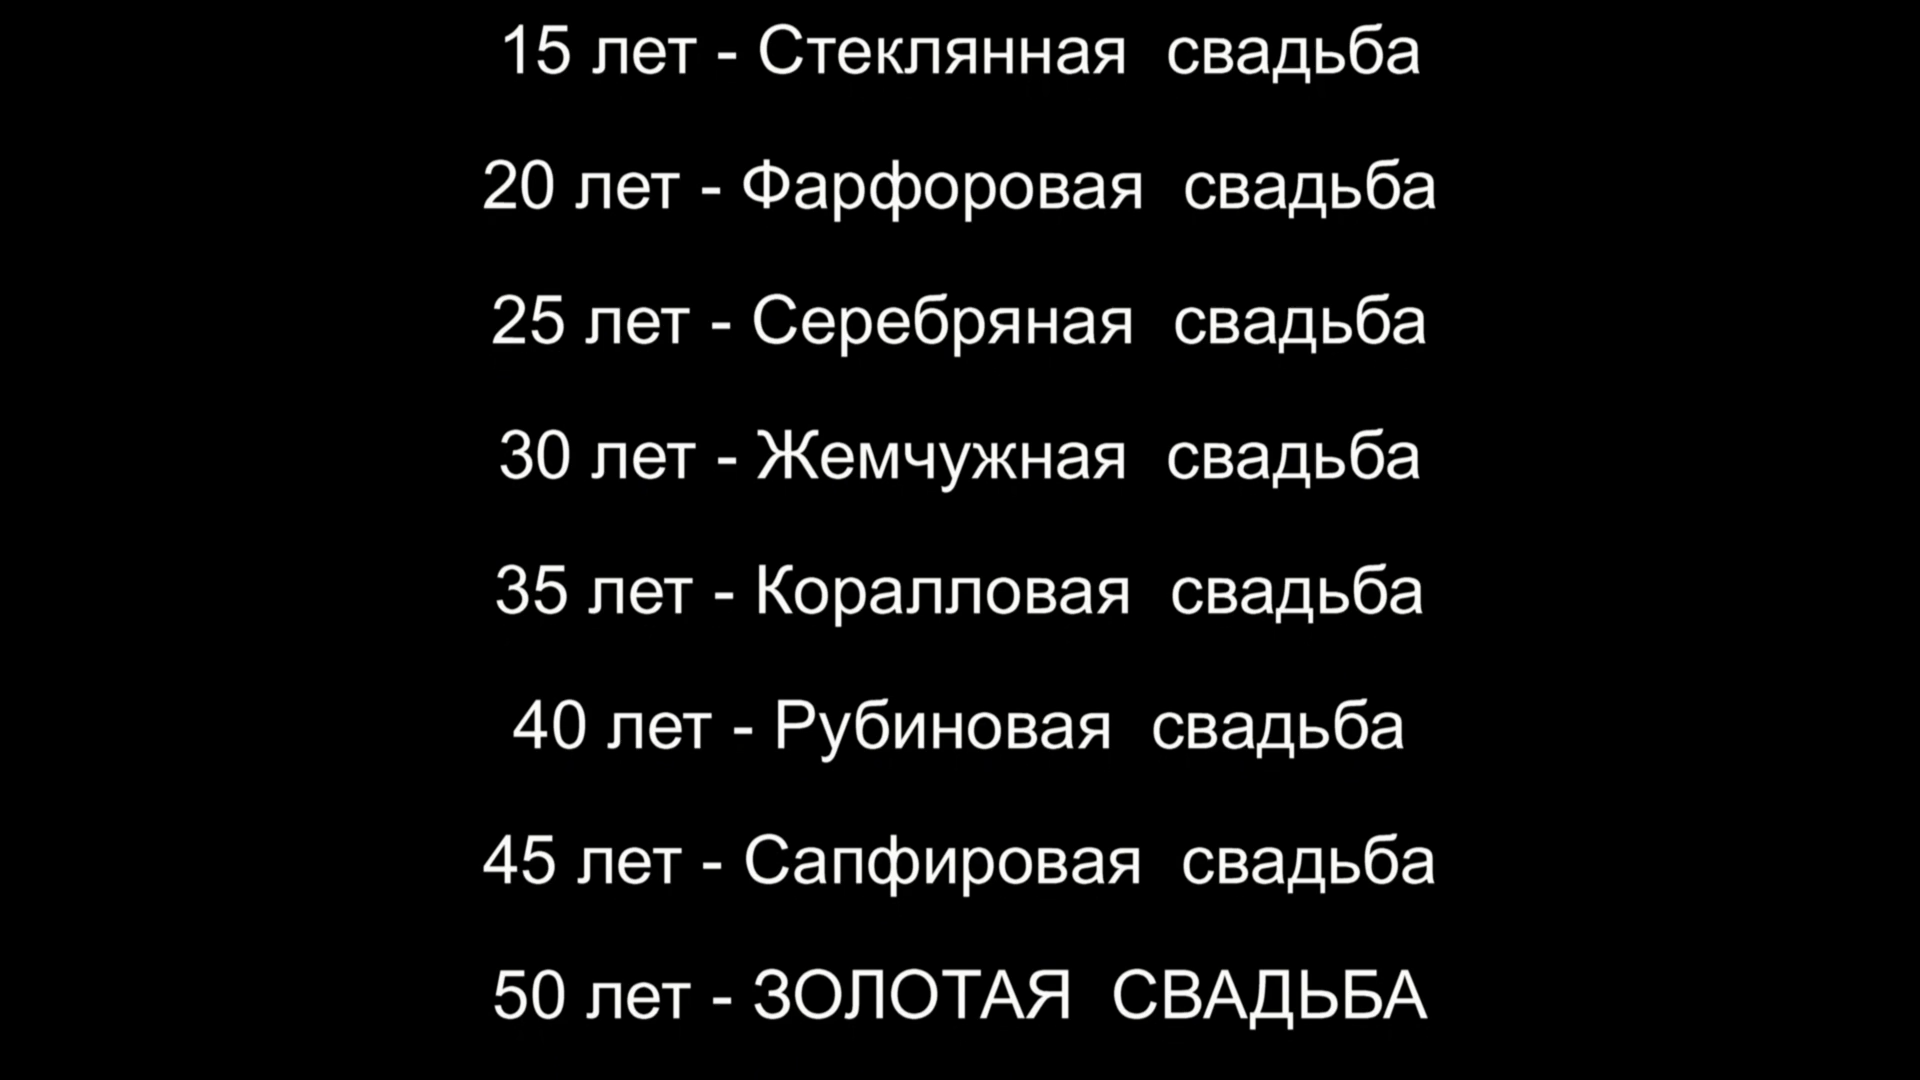 15 лет - Стеклянная свадьба
20 лет - Фарфоровая свадьба
25 лет - Серебряная свадьба
30 лет - Жемчужная свадьба
35 лет - Коралловая свадьба
40 лет - Рубиновая свадьба
45 лет - Сапфировая свадьба
50 лет - ЗОЛОТАЯ СВАДЬБА